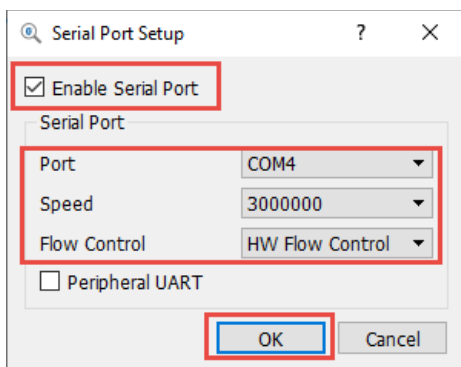 Serial Port Setup ? ×
Enable Serial Port
Serial Port
Port COM4
Speed 3000000
Flow Control HW Flow Control
Peripheral UART
OK Cancel